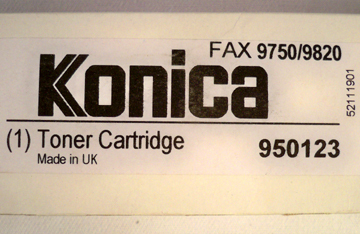 FAX 9750/9820
Konica
(1) Toner Cartridge
Made in UK
950123
52111901